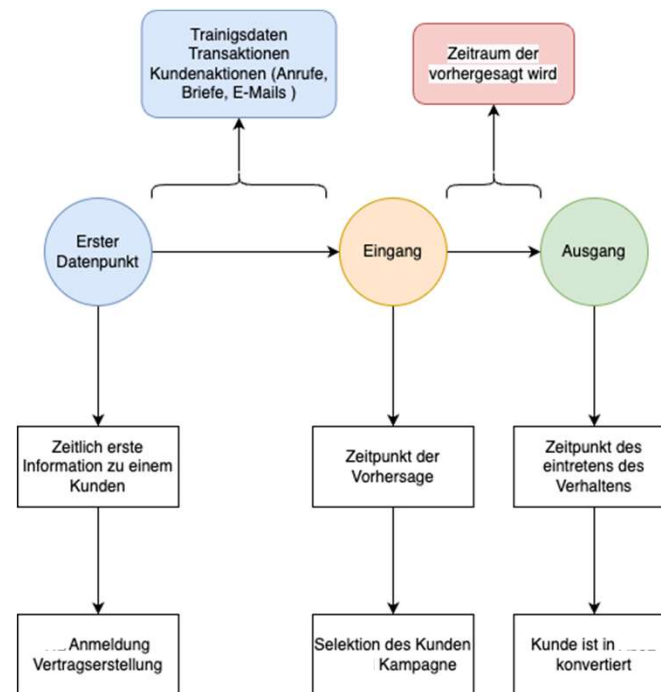 Trainigsdaten
Transaktionen
Kundenaktionen (Anrufe,
Briefe, E-Mails )
Zeitraum der
vorhergesagt wird
Erster
Datenpunkt
Eingang
Ausgang
Zeitlich erste
Information zu einem
Kunden
Zeitpunkt der
Vorhersage
Zeitpunkt des
eintretens des
Verhaltens
Anmeldung
Vertragserstellung
Selektion des Kunden
Kampagne
Kunde ist in
konvertiert